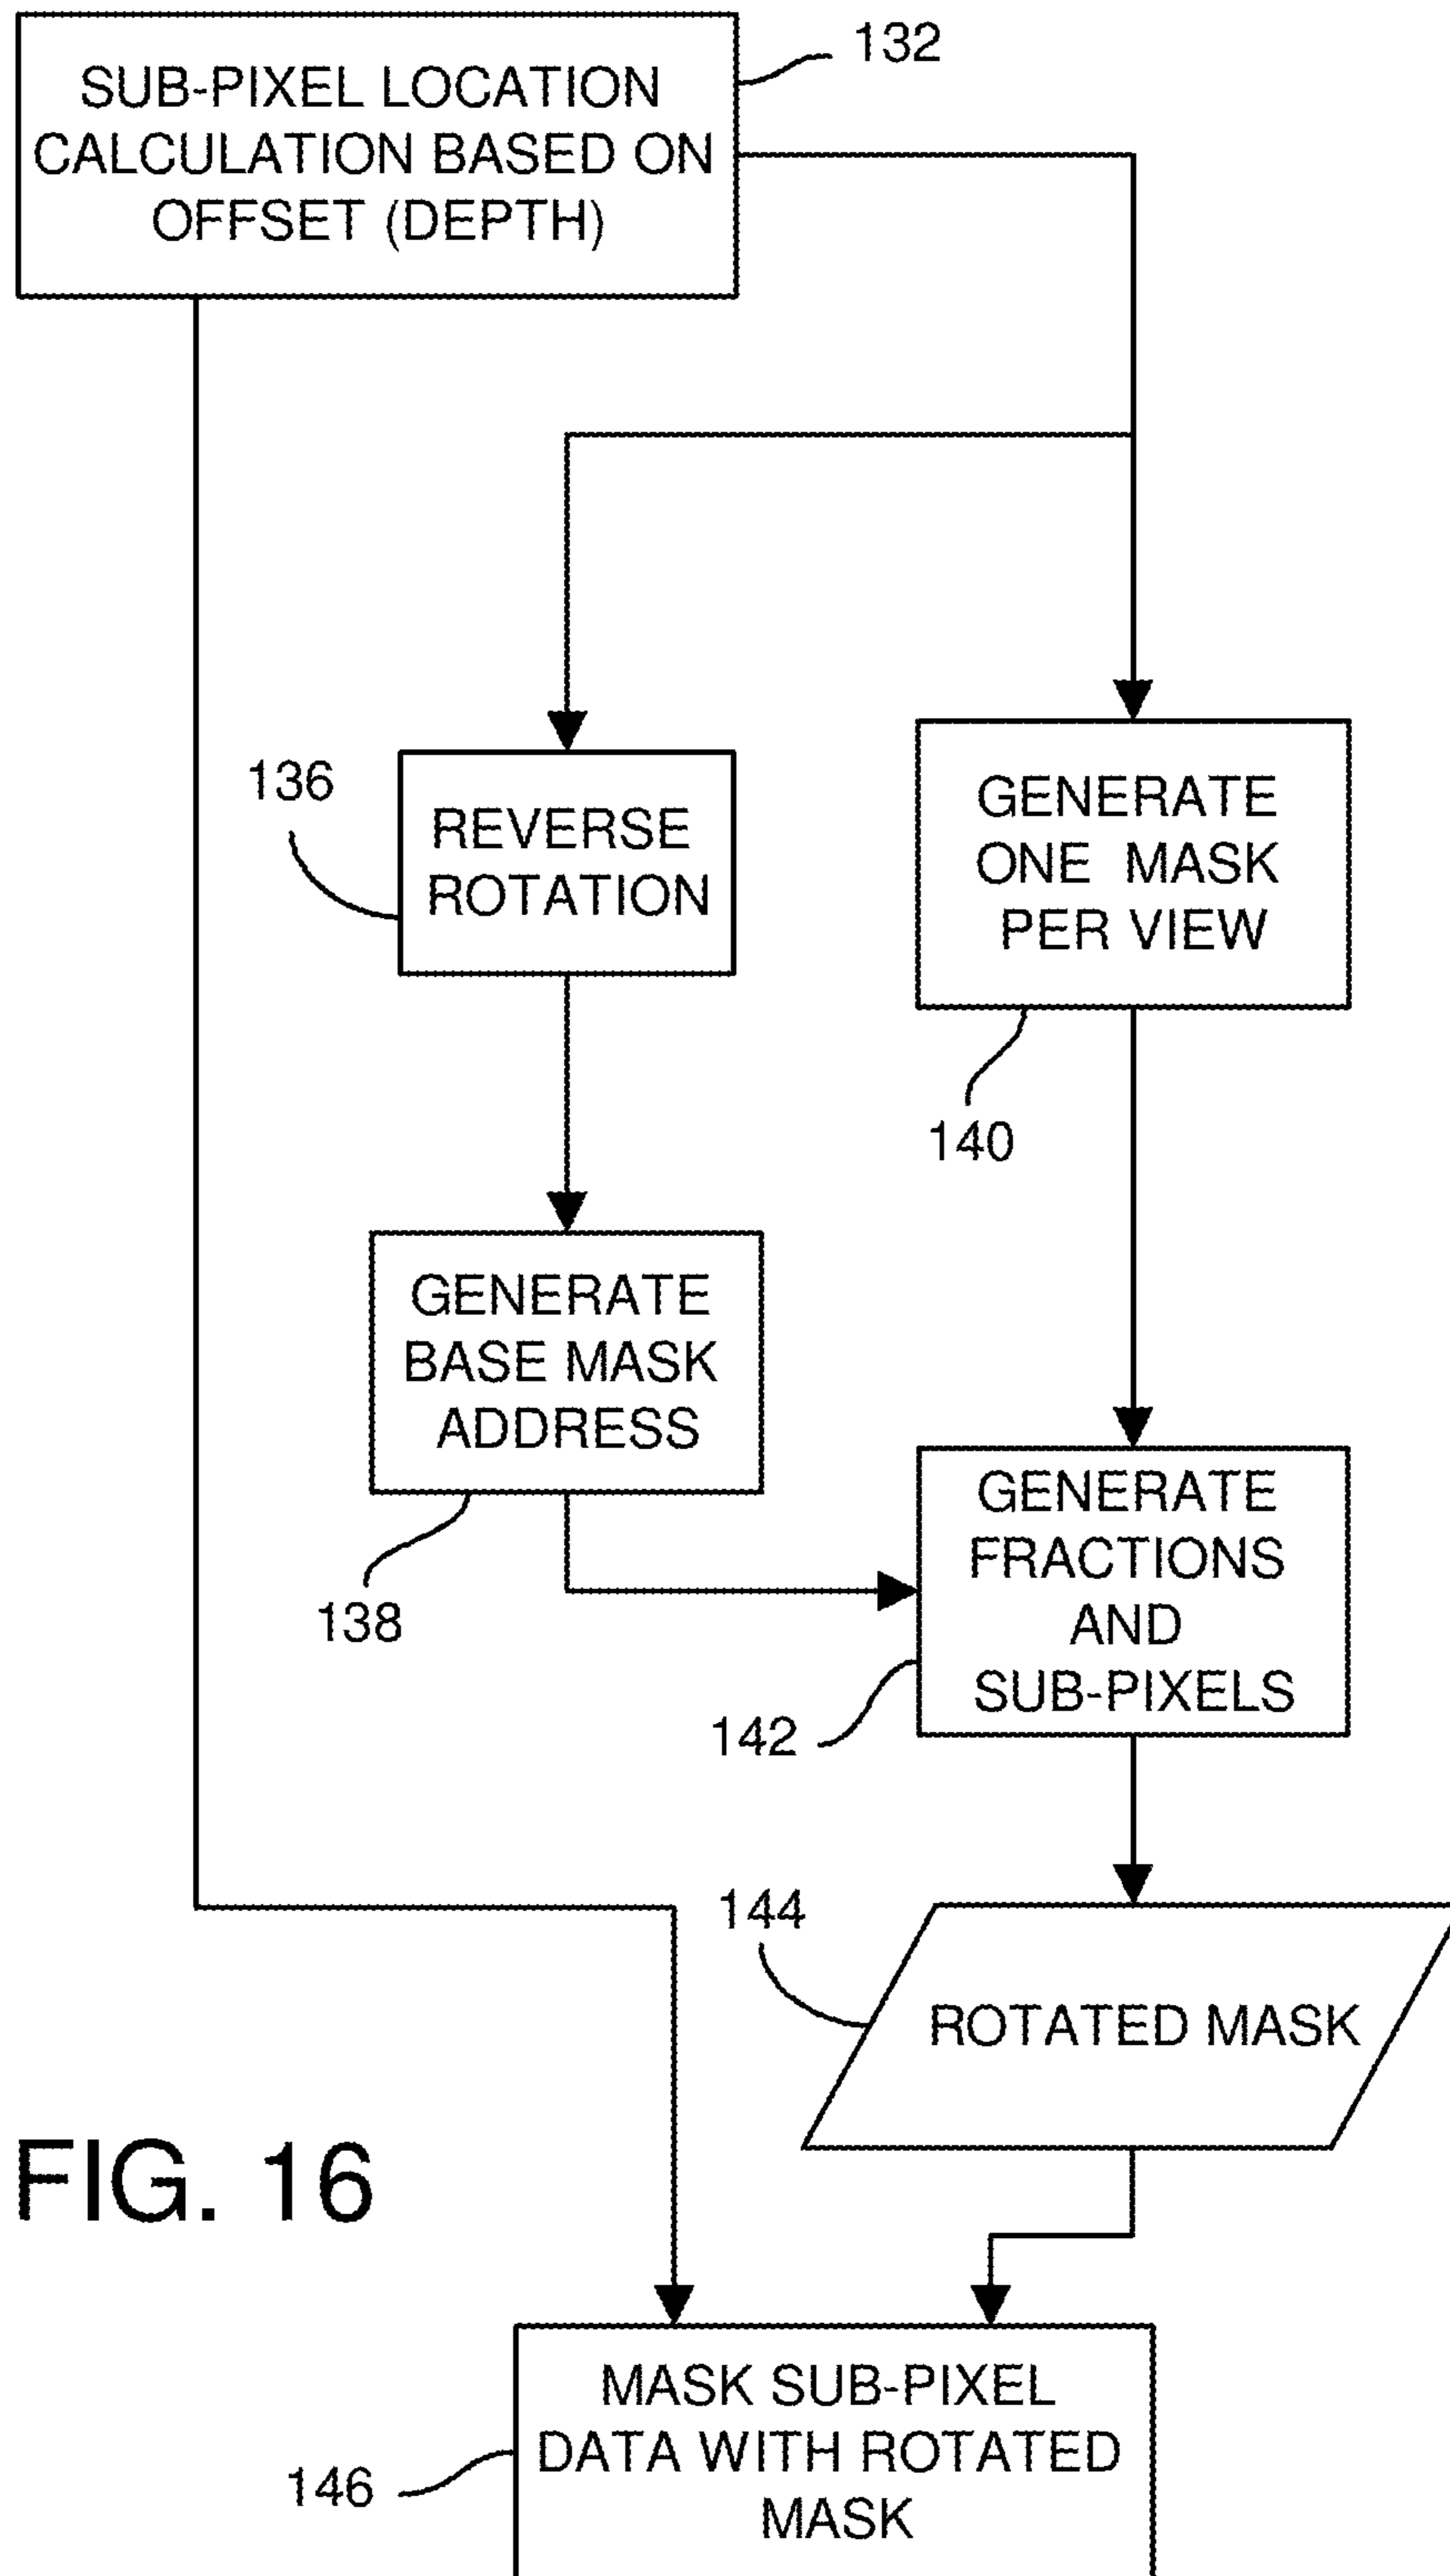 132
SUB-PIXEL LOCATION
CALCULATION BASED ON
OFFSET (DEPTH)
136
REVERSE
ROTATION
GENERATE
ONE MASK
PER VIEW
140
GENERATE
BASE MASK
ADDRESS
138
GENERATE
FRACTIONS
AND
SUB-PIXELS
142
144
ROTATED MASK
FIG. 16
MASK SUB-PIXEL
DATA WITH ROTATED
MASK
146